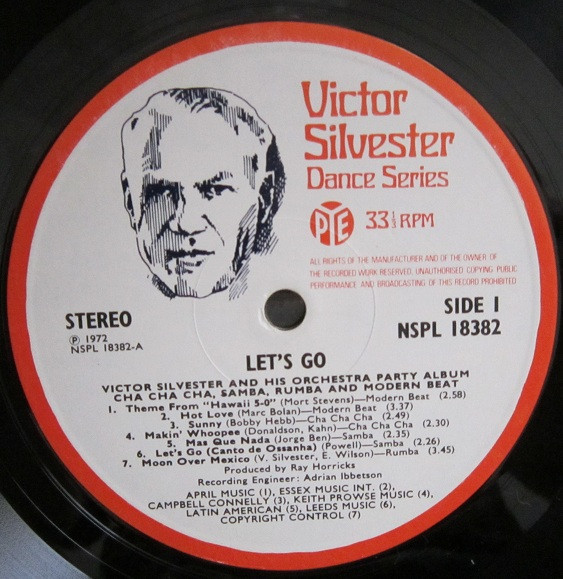 Victor
Silvester
Dance Series
PYE 33 1/3 RPM
ALL RIGHTS OF THE MANUFACTURER AND OF THE OWNER OF
THE RECORDED WORK RESERVED. UNAUTHORISED COPYING PUBLIC
PERFORMANCE AND BROADCASTING OF THIS RECORD PROHIBITED
STEREO
Ⓟ 1972
NSPL 18382-A
SIDE 1
NSPL 18382
LET'S GO
VICTOR SILVESTER AND HIS ORCHESTRA PARTY ALBUM
CHA CHA CHA, SAMBA, RUMBA AND MODERN BEAT
1. Theme From "Hawaii 5-0" (Mort Stevens)—Modern Beat (2.58)
2. Hot Love (Marc Bolan)—Modern Beat (3.37)
3. Sunny (Bobby Hebb)—Cha Cha Cha (2.49)
4. Makin' Whoopee (Donaldson, Kahn)—Cha Cha Cha (2.30)
5. Mas Que Nada (Jorge Ben)—Samba (2.35)
6. Let's Go (Canto de Ossanha) (Powell)—Samba (2.26)
7. Moon Over Mexico (V. Silvester, E. Wilson)—Rumba (3.45)
Produced by Ray Horricks
Recording Engineer: Adrian Ibbetson
APRIL MUSIC (1), ESSEX MUSIC INT. (2),
CAMPBELL CONNELLY (3), KEITH PROWSE MUSIC (4),
LATIN AMERICAN (5), LEEDS MUSIC (6),
COPYRIGHT CONTROL (7)